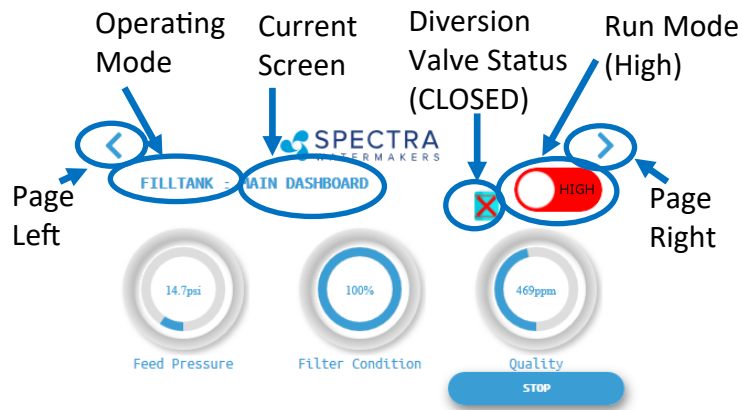 Operating
Mode
Current
Screen
Diversion
Valve Status
(CLOSED)
Run Mode
(High)
SPECTRA
WATERMAKERS
FILLTANK - MAIN DASHBOARD
HIGH
Page
Left
Page
Right
14.7psi
100%
469ppm
Feed Pressure
Filter Condition
Quality
STOP